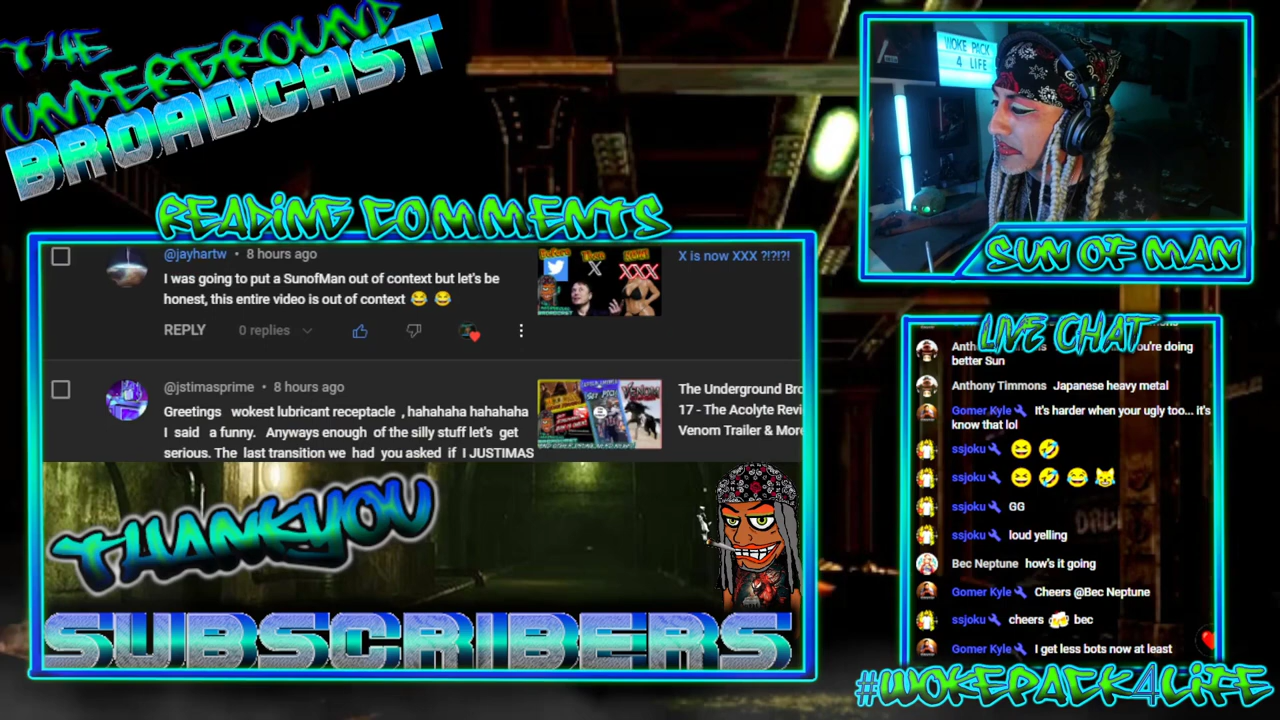 THE
UNDERGROUND
BROADCAST
WOKE PACK
4 LIFE
SUN OF MAN
READING COMMENTS
@jayhartw • 8 hours ago
I was going to put a SunofMan out of context but let's be
honest, this entire video is out of context 😂 😂
REPLY 0 replies
Before Then NOW
X XXX
X is now XXX ?!?!?!
@jstimasprime • 8 hours ago
Greetings wokest lubricant receptacle , hahahaha hahahaha
I said a funny. Anyways enough of the silly stuff let's get
serious. The last transition we had you asked if I JUSTIMAS
The Underground Bro
17 - The Acolyte Revi
Venom Trailer & More
THANKYOU
SUBSCRIBERS
LIVE CHAT
you're doing
better Sun
Anthony Timmons Japanese heavy metal
Gomer Kyle It's harder when your ugly too... it's
know that lol
ssjoku 😆 🤣
ssjoku 😆 🤣 😂 😸
ssjoku GG
ssjoku loud yelling
Bec Neptune how's it going
Gomer Kyle Cheers @Bec Neptune
ssjoku cheers 🍻 bec
Gomer Kyle I get less bots now at least
#WOKEPACK4LIFE